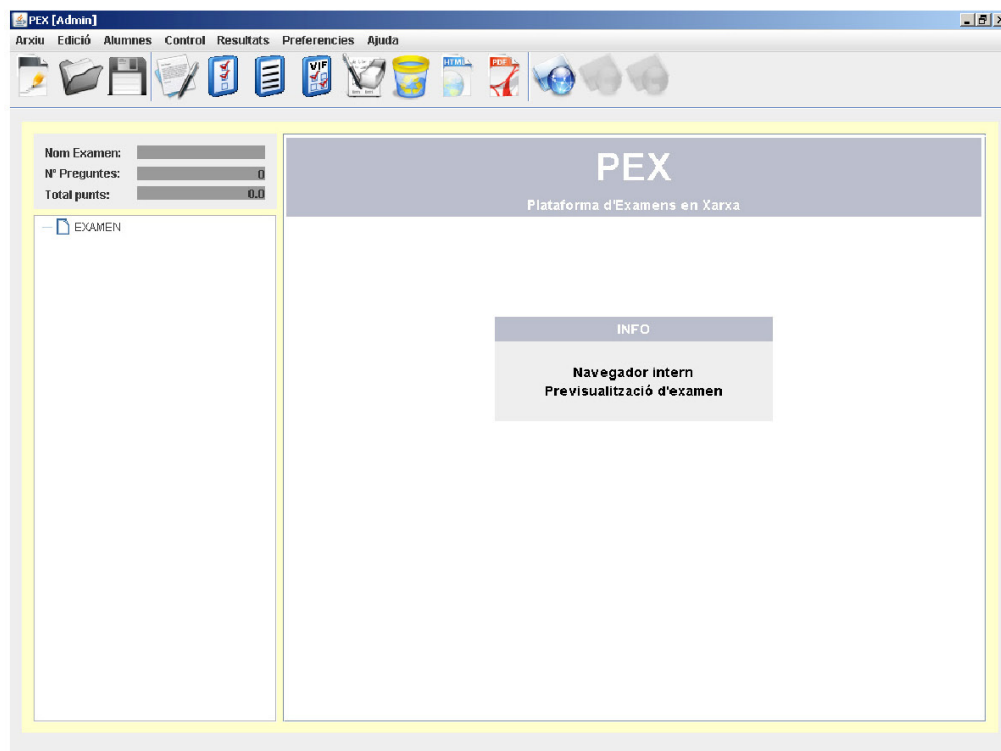 PEX [Admin]
Arxiu Edició Alumnes Control Resultats Preferencies Ajuda
V|F
HTML
PDF
Nom Examen:
Nº Preguntes: 0
Total punts: 0.0
EXAMEN
PEX
Plataforma d'Examens en Xarxa
INFO
Navegador intern
Previsualització d'examen